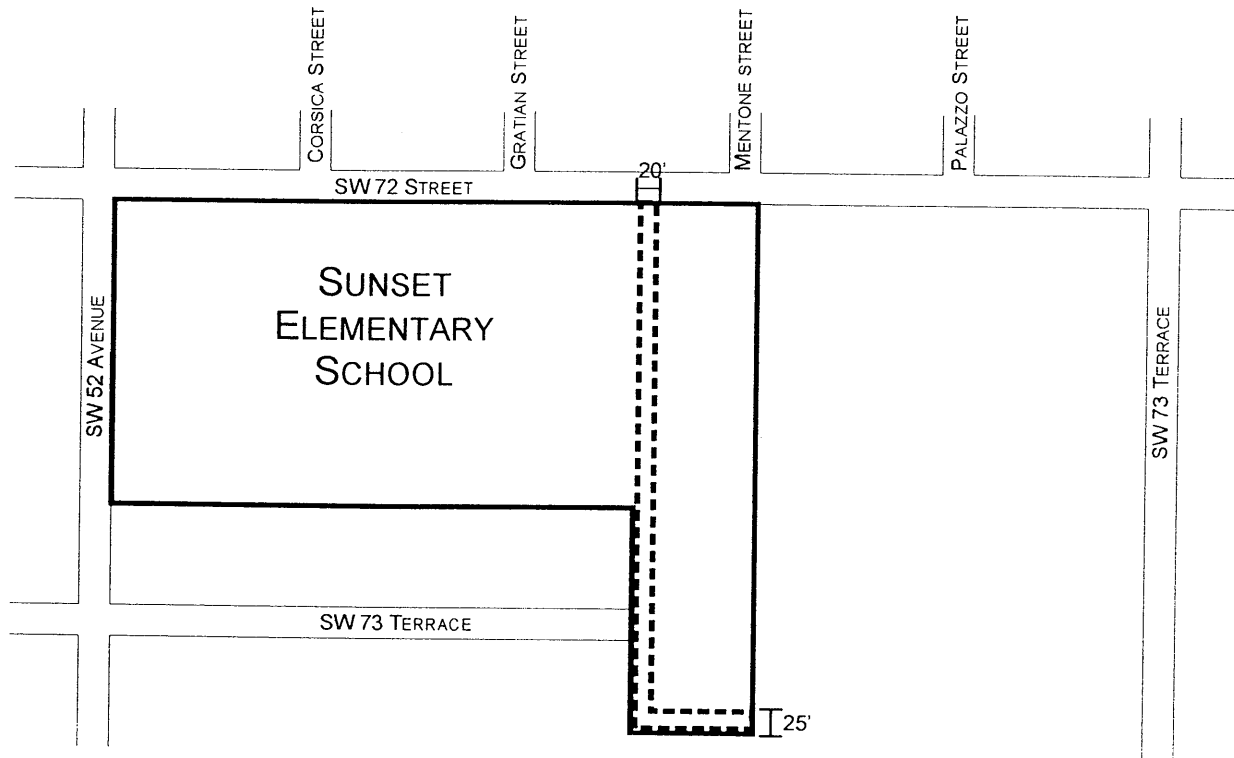 CORSICA STREET
GRATIAN STREET
MENTONE STREET
PALAZZO STREET
20'
SW 72 STREET
SUNSET
ELEMENTARY
SCHOOL
SW 52 AVENUE
SW 73 TERRACE
SW 73 TERRACE
25'